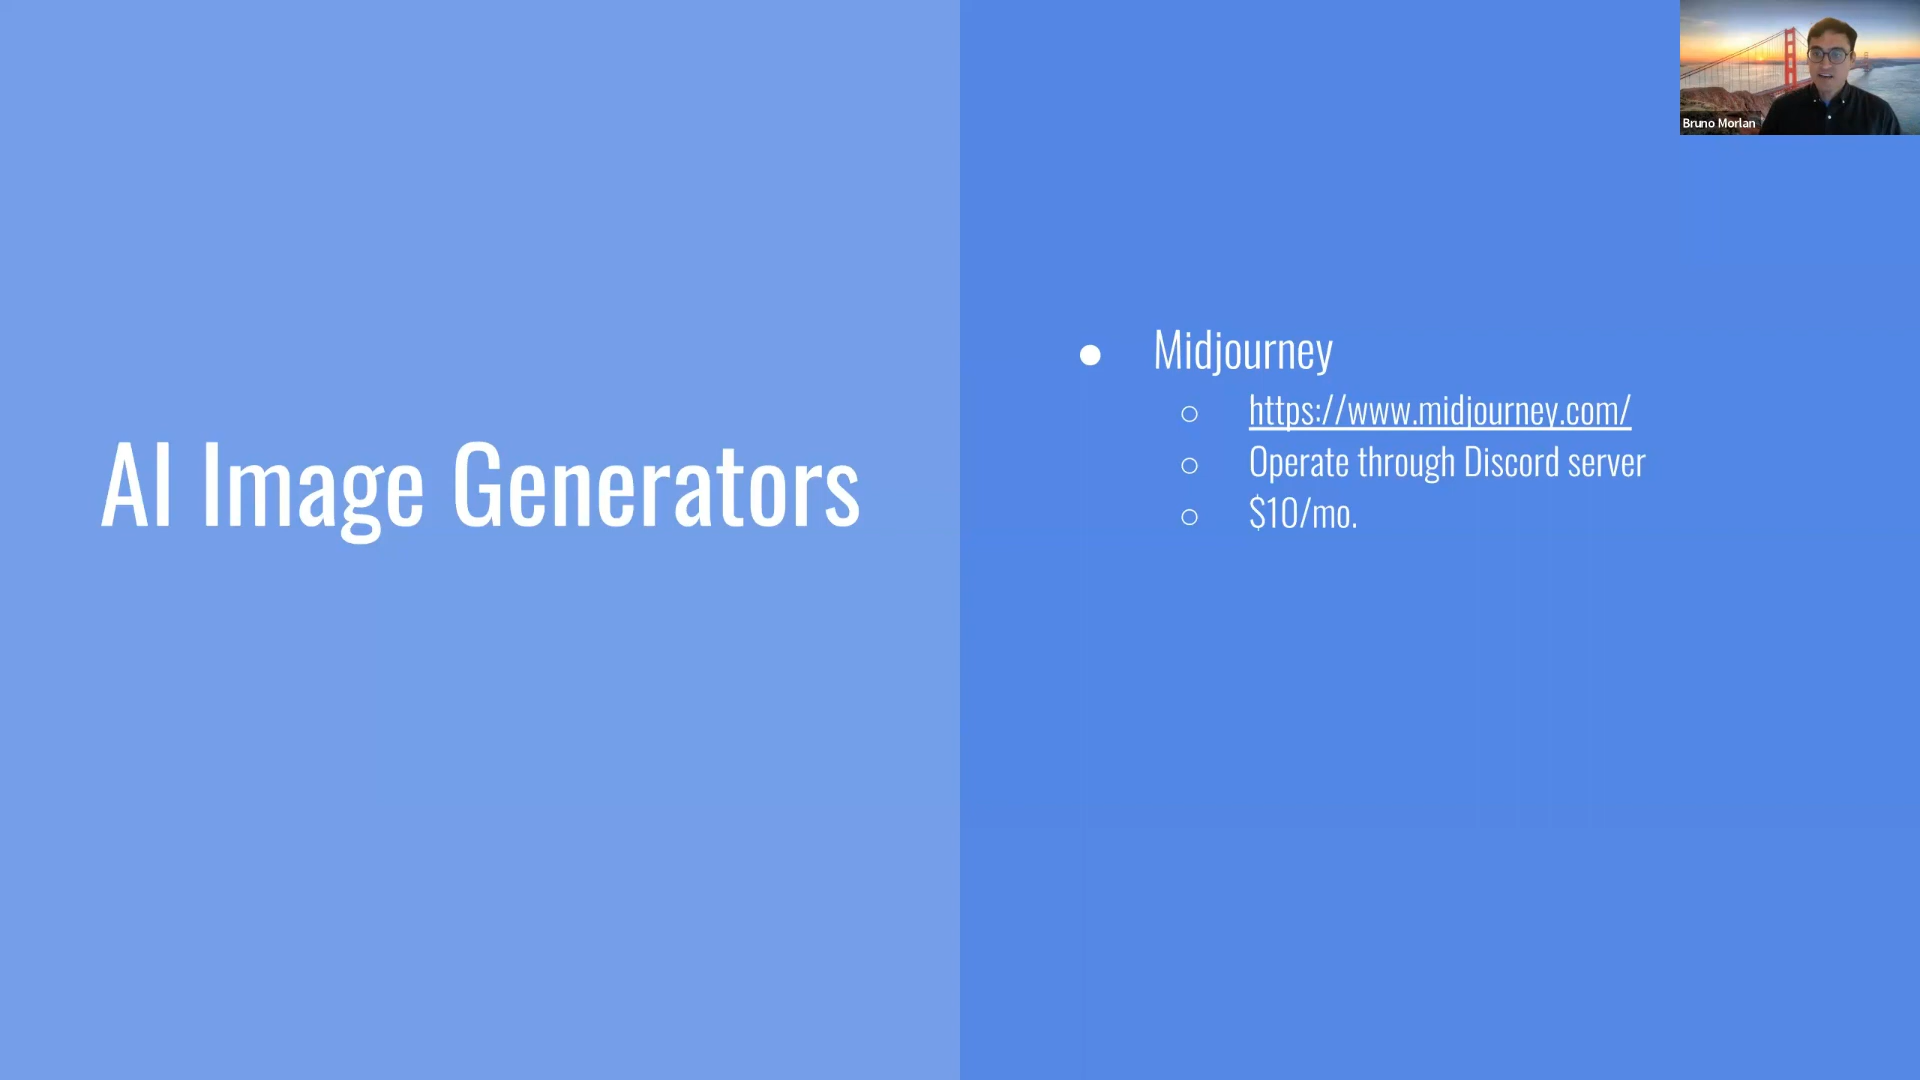 AI Image Generators
● Midjourney
○ https://www.midjourney.com/
○ Operate through Discord server
○ $10/mo.
Bruno Morlan